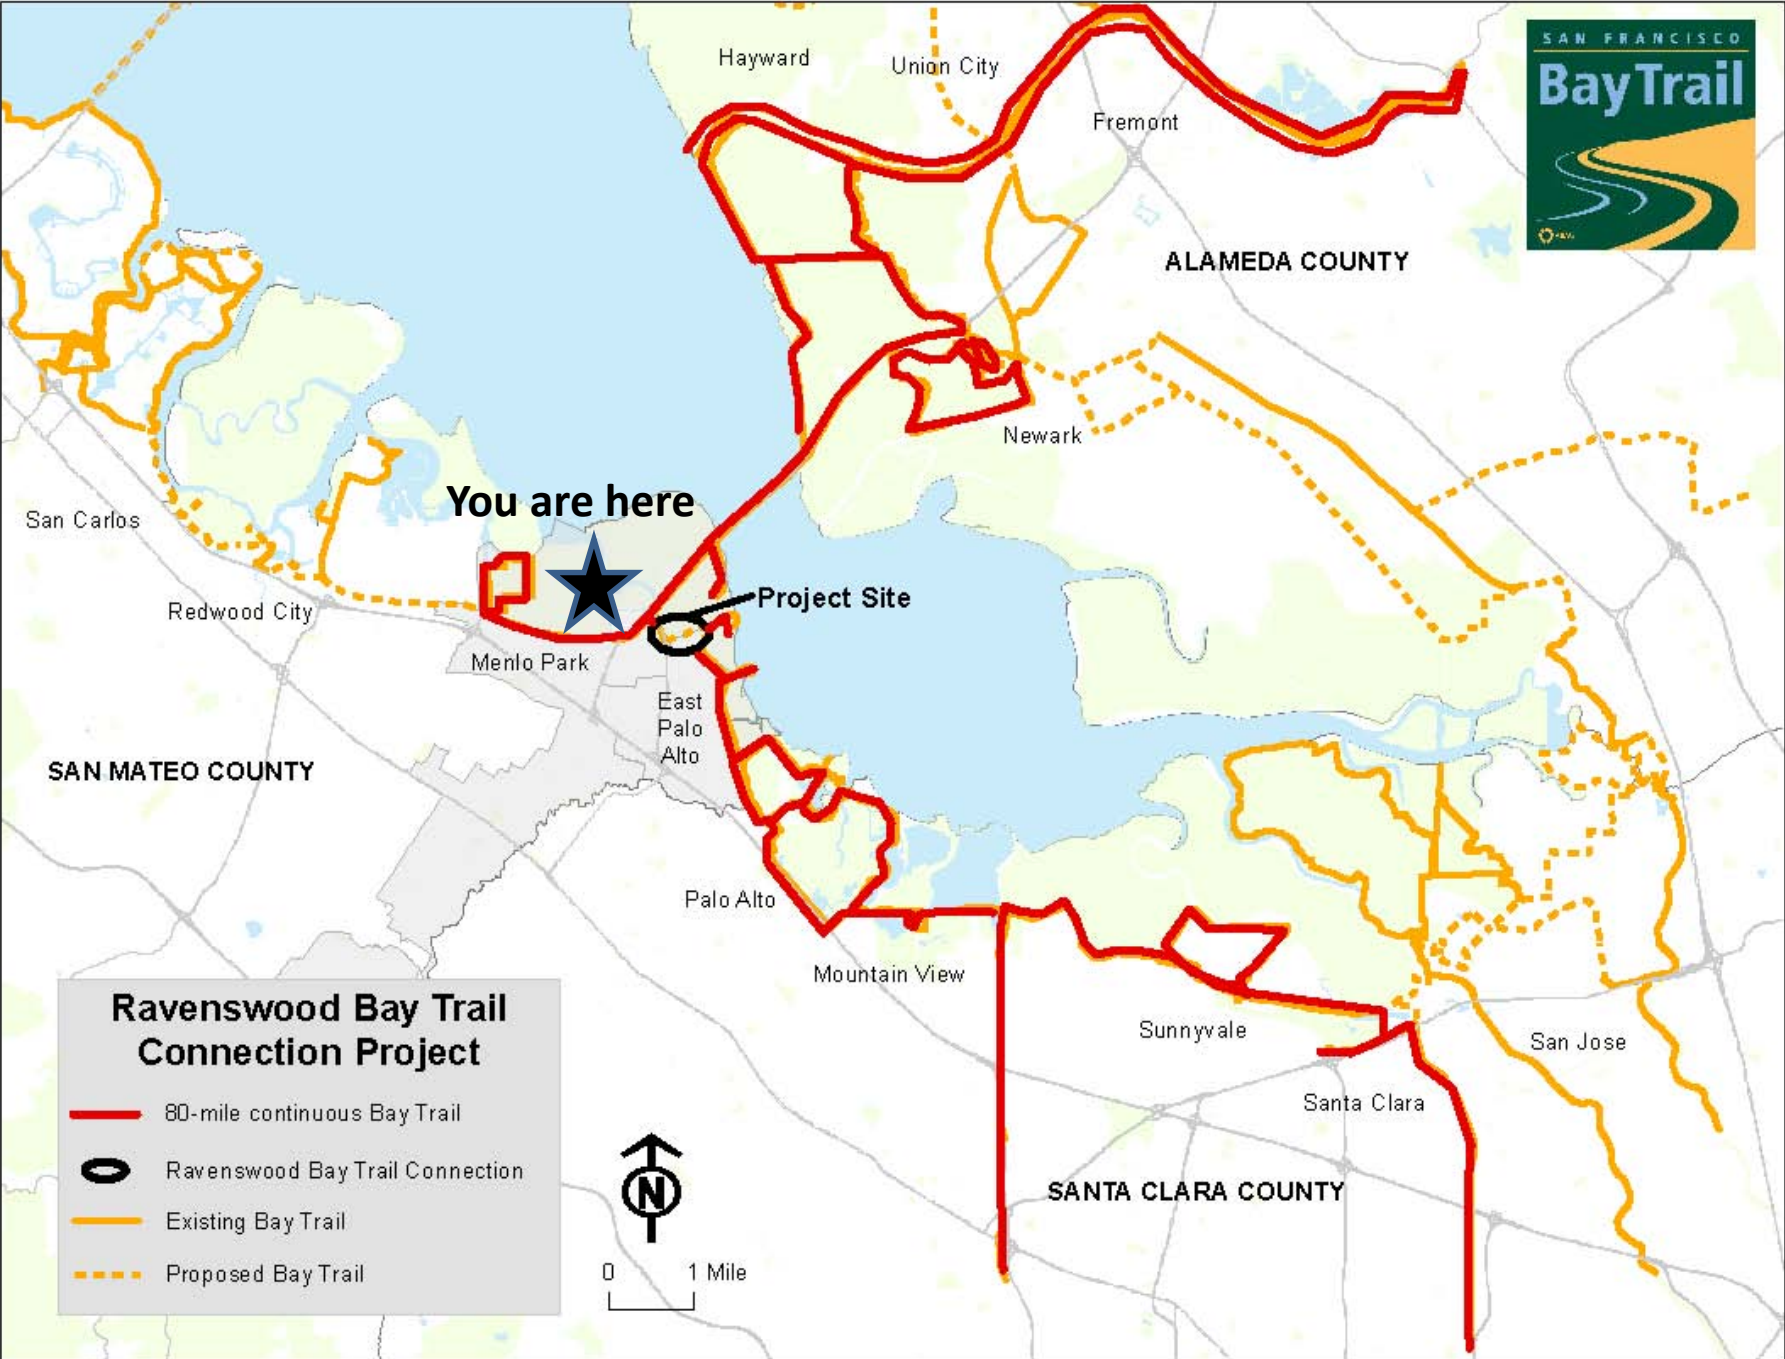 SAN FRANCISCO
Bay Trail
Hayward
Union City
Fremont
ALAMEDA COUNTY
Newark
You are here
San Carlos
Project Site
Redwood City
Menlo Park
East
Palo
Alto
SAN MATEO COUNTY
Palo Alto
Mountain View
Sunnyvale
San Jose
Santa Clara
SANTA CLARA COUNTY
Ravenswood Bay Trail
Connection Project
80-mile continuous Bay Trail
Ravenswood Bay Trail Connection
Existing Bay Trail
Proposed Bay Trail
N
0 1 Mile